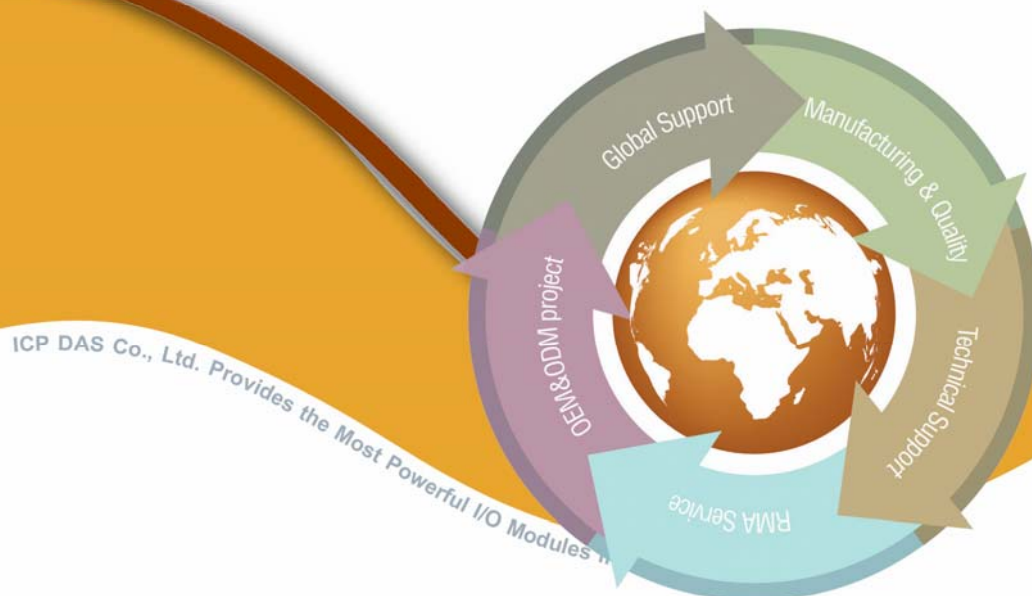 Global Support
Manufacturing & Quality
Technical Support
RMA Service
OEM&ODM project
ICP DAS Co., Ltd. Provides the Most Powerful I/O Modules